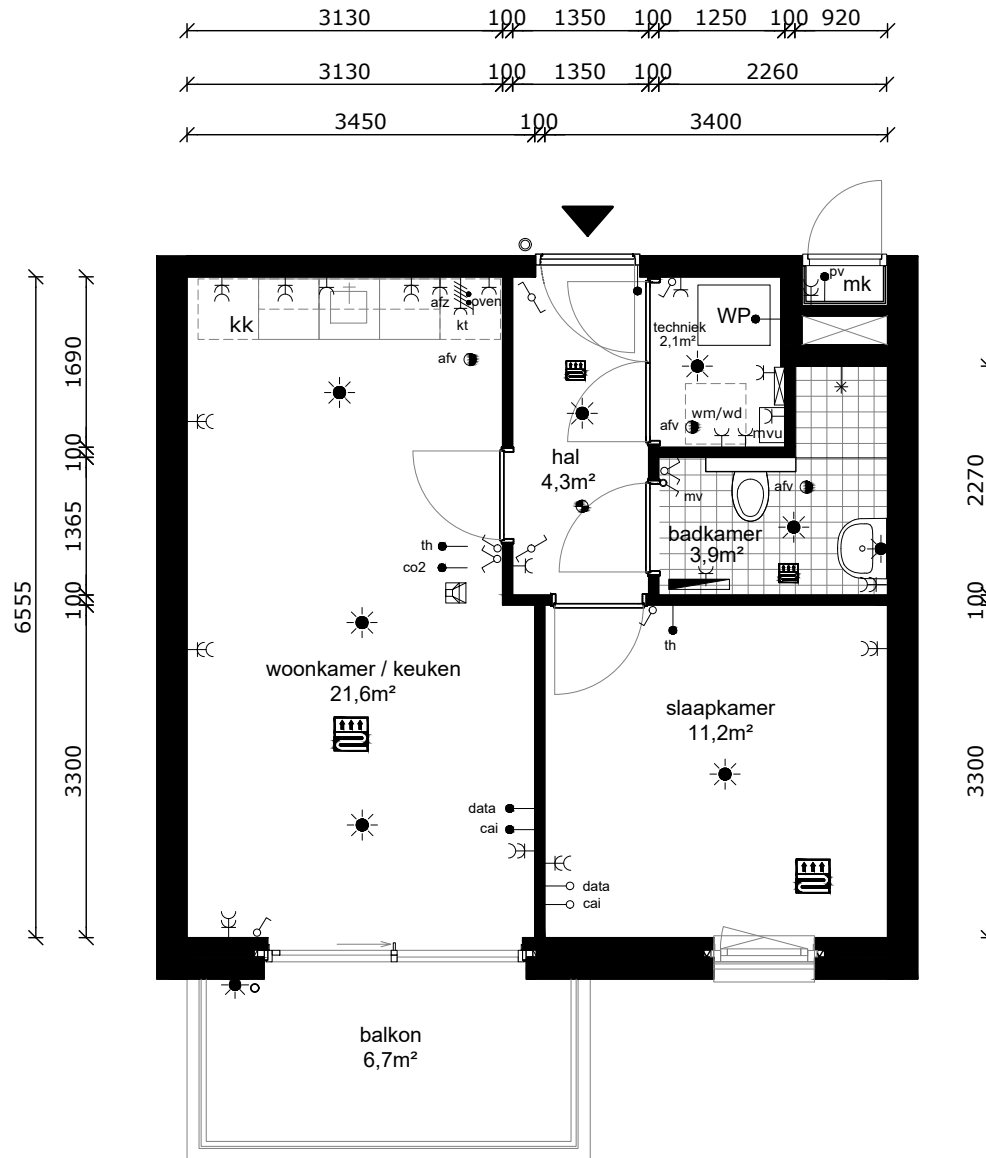 3130 100 1350 100 1250 100 920
3130 100 1350 100 2260
3450 100 3400
pv
mk
afz oven
kk
kt
WP
techniek
2,1m²
1690
afv
wm/wd
afv
mvu
100
hal
4,3m²
2270
afv
mv
1365
badkamer
3,9m²
th
co2
6555
100
100
th
woonkamer / keuken
21,6m²
slaapkamer
11,2m²
3300
3300
data
cai
data
cai
balkon
6,7m²